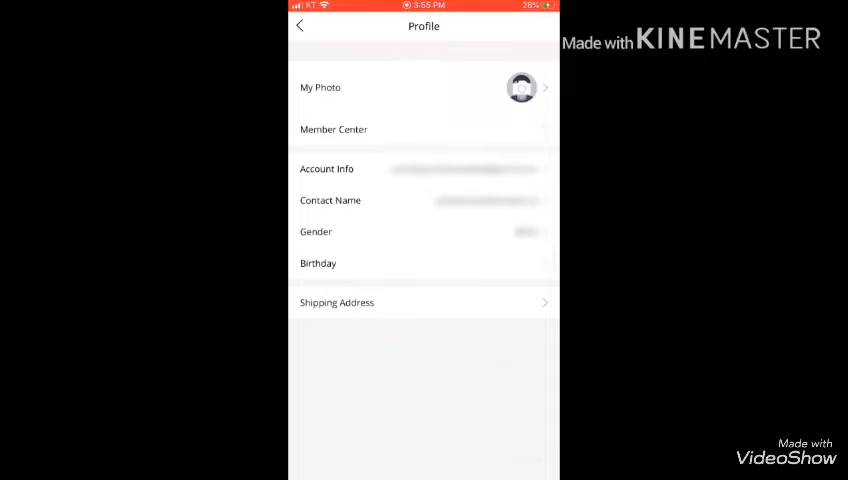 KT 3:55 PM 26%
Profile
Made with KINEMASTER
My Photo
Member Center
Account Info
Contact Name
Gender
Birthday
Shipping Address
Made with
VideoShow